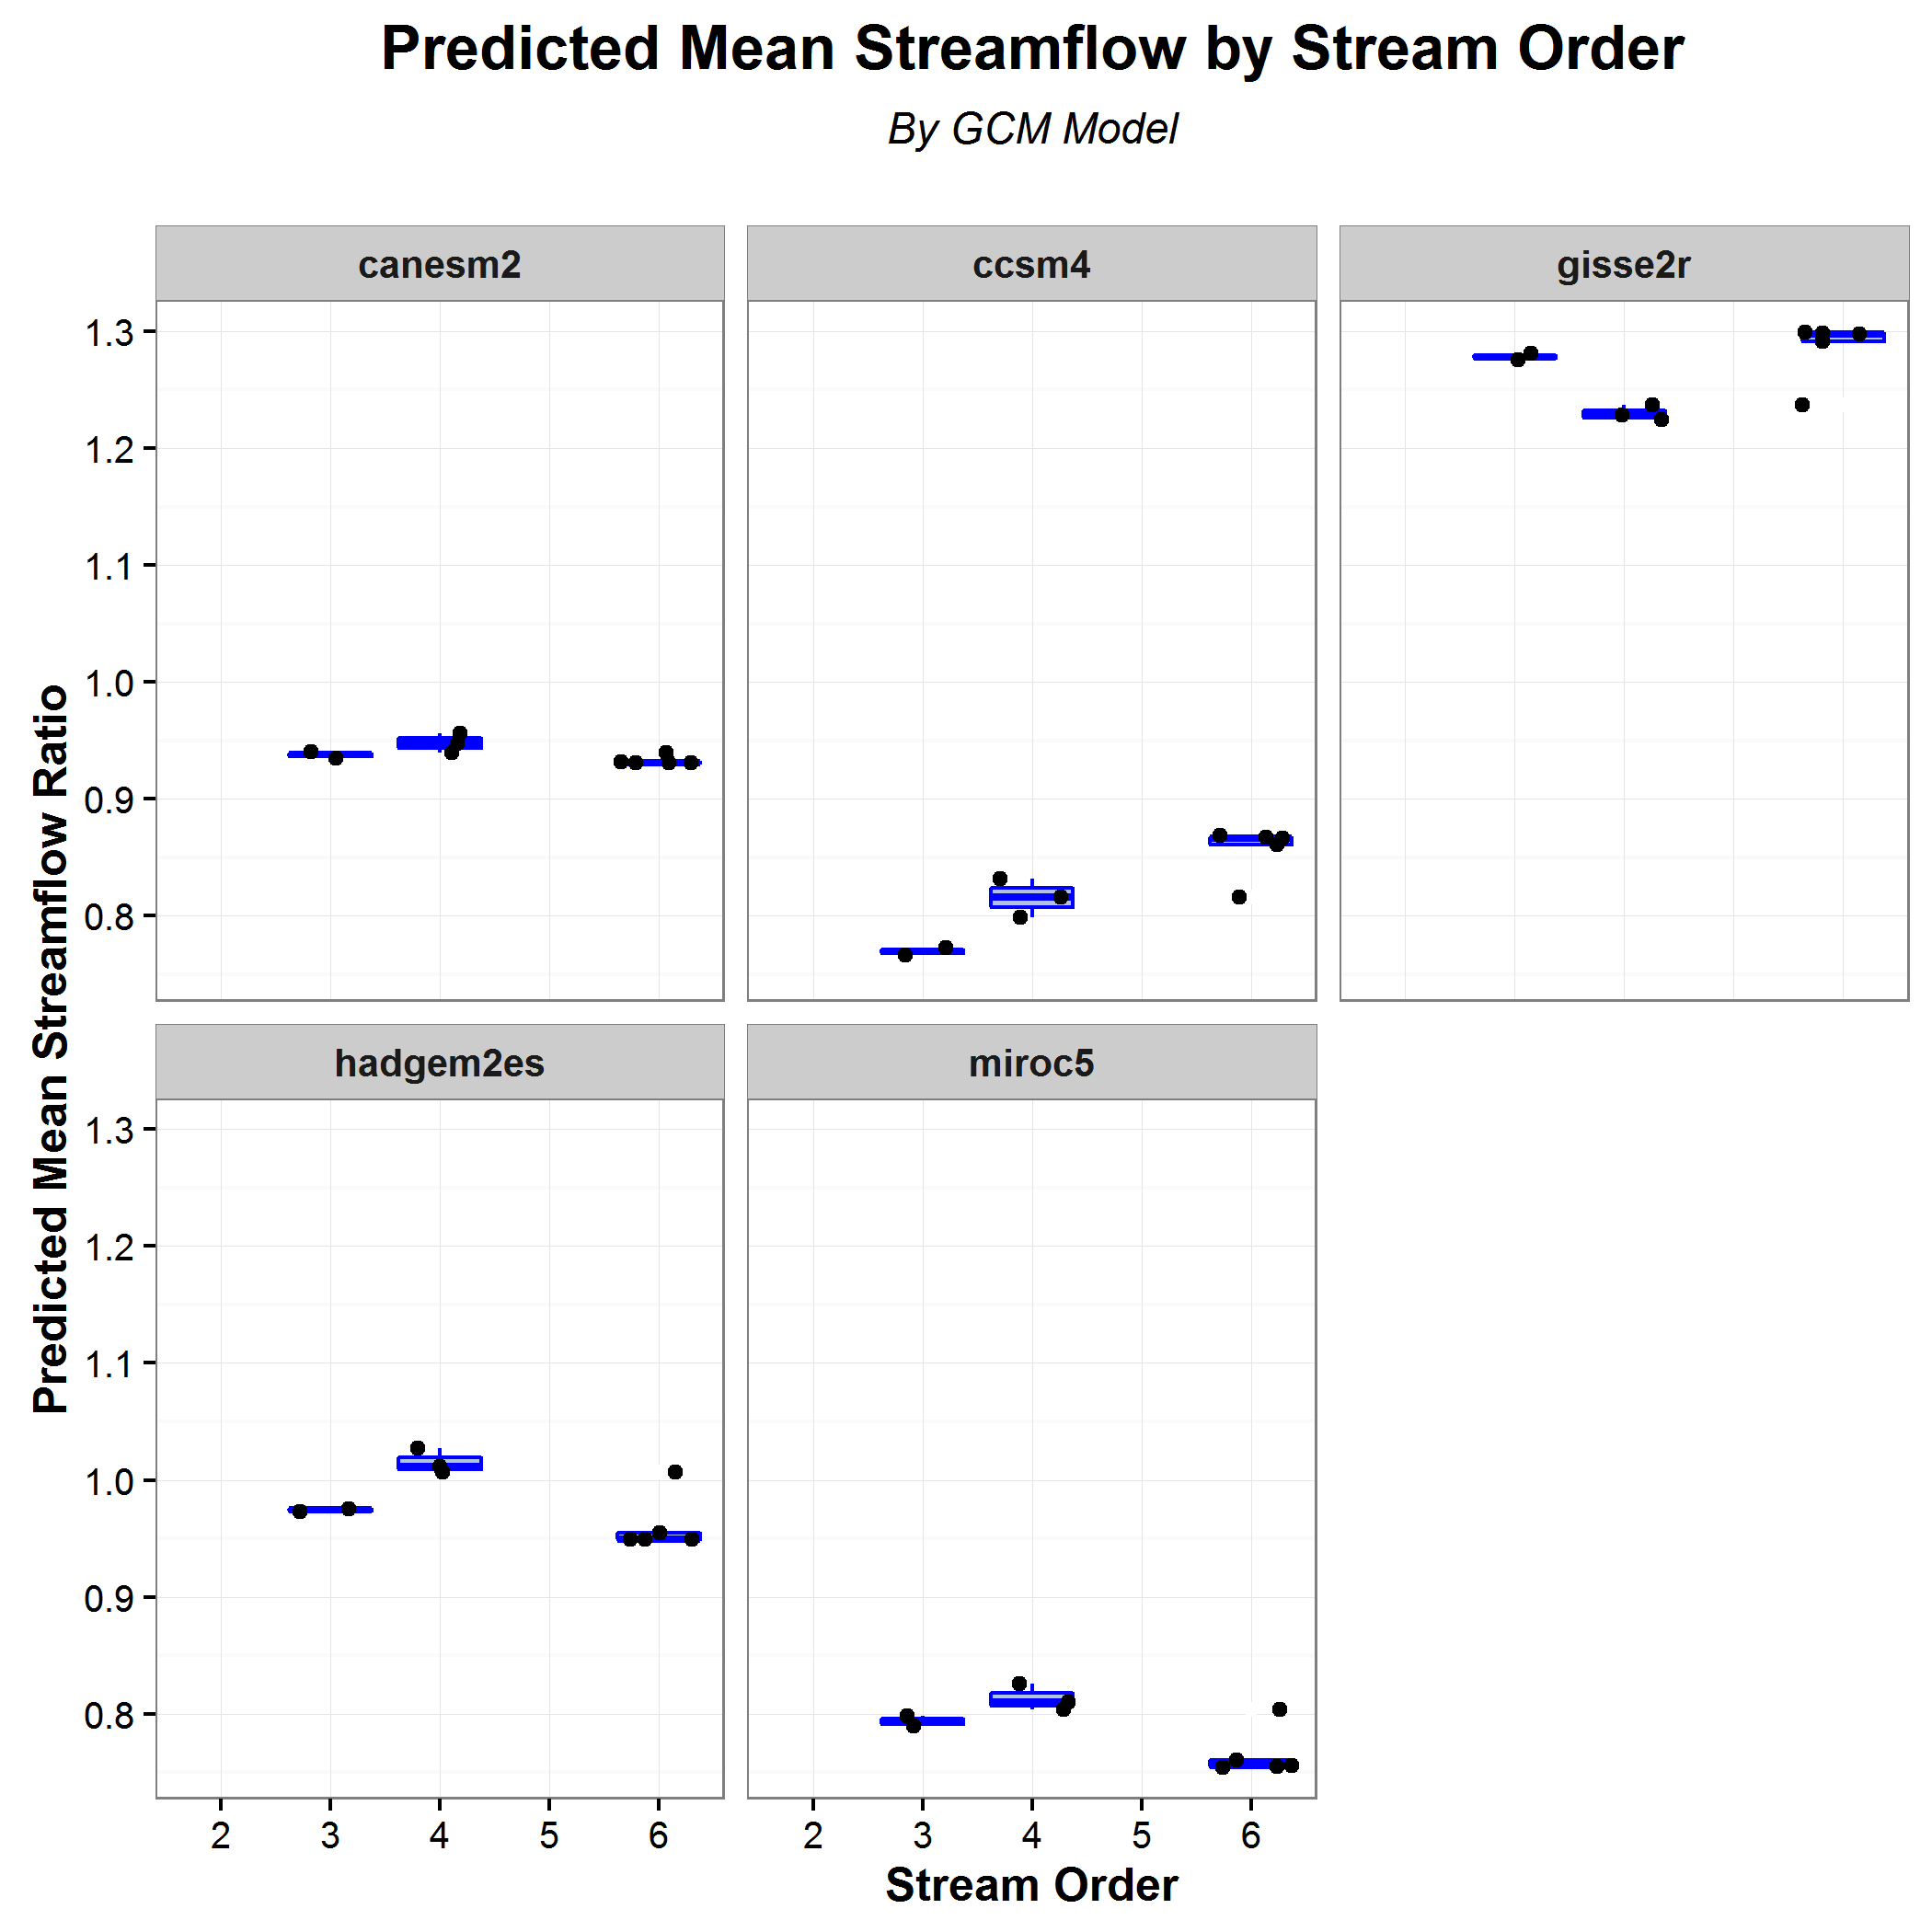 Predicted Mean Streamflow by Stream Order
By GCM Model
canesm2
ccsm4
gisse2r
1.3
1.2
1.1
1.0
0.9
0.8
hadgem2es
miroc5
1.3
1.2
1.1
1.0
0.9
0.8
Predicted Mean Streamflow Ratio
2 3 4 5 6
2 3 4 5 6
Stream Order